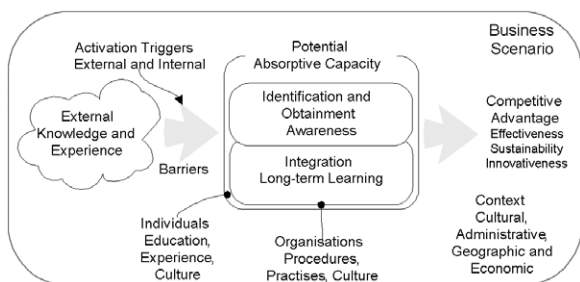 Business
Scenario
Activation Triggers
External and Internal
Potential
Absorptive Capacity
External
Knowledge and
Experience
Barriers
Identification and
Obtainment
Awareness
Integration
Long-term Learning
Competitive
Advantage
Effectiveness
Sustainability
Innovativeness
Individuals
Education,
Experience,
Culture
Organisations
Procedures,
Practises, Culture
Context
Cultural,
Administrative,
Geographic and
Economic